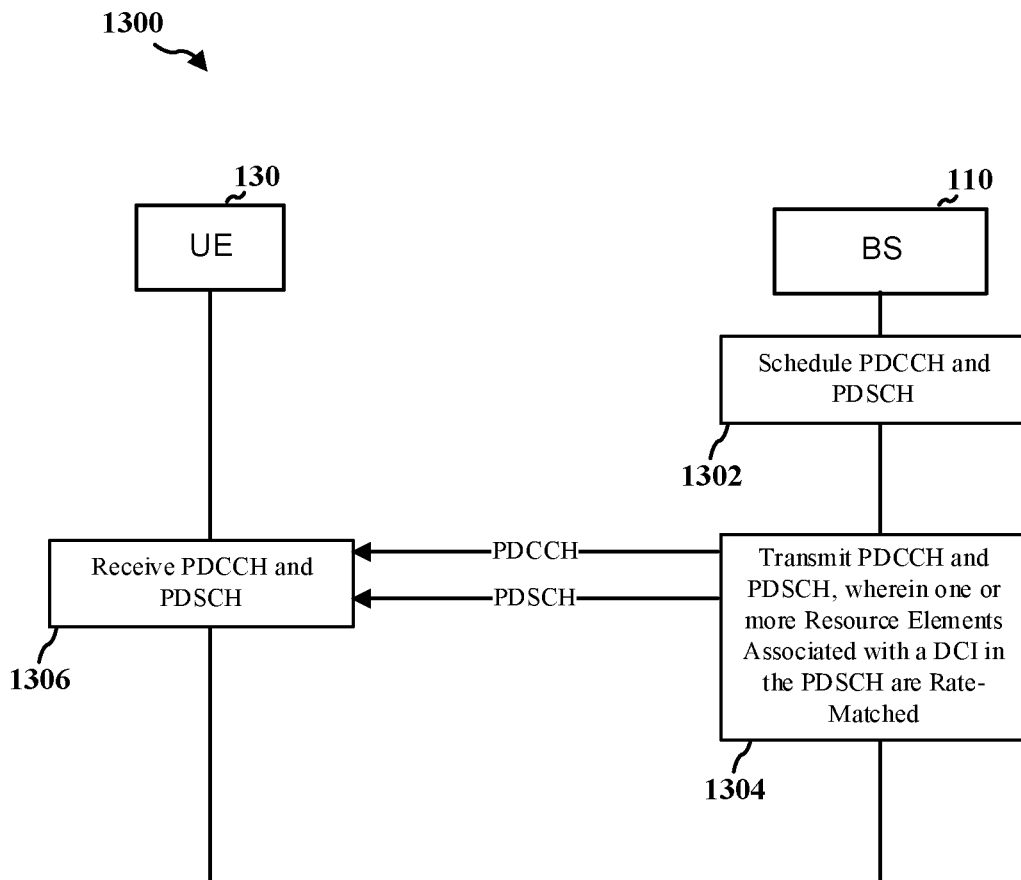 1300
130
110
UE
BS
Schedule PDCCH and
PDSCH
1302
Receive PDCCH and
PDSCH
PDCCH
PDSCH
Transmit PDCCH and
PDSCH, wherein one or
more Resource Elements
Associated with a DCI in
the PDSCH are Rate-
Matched
1306
1304